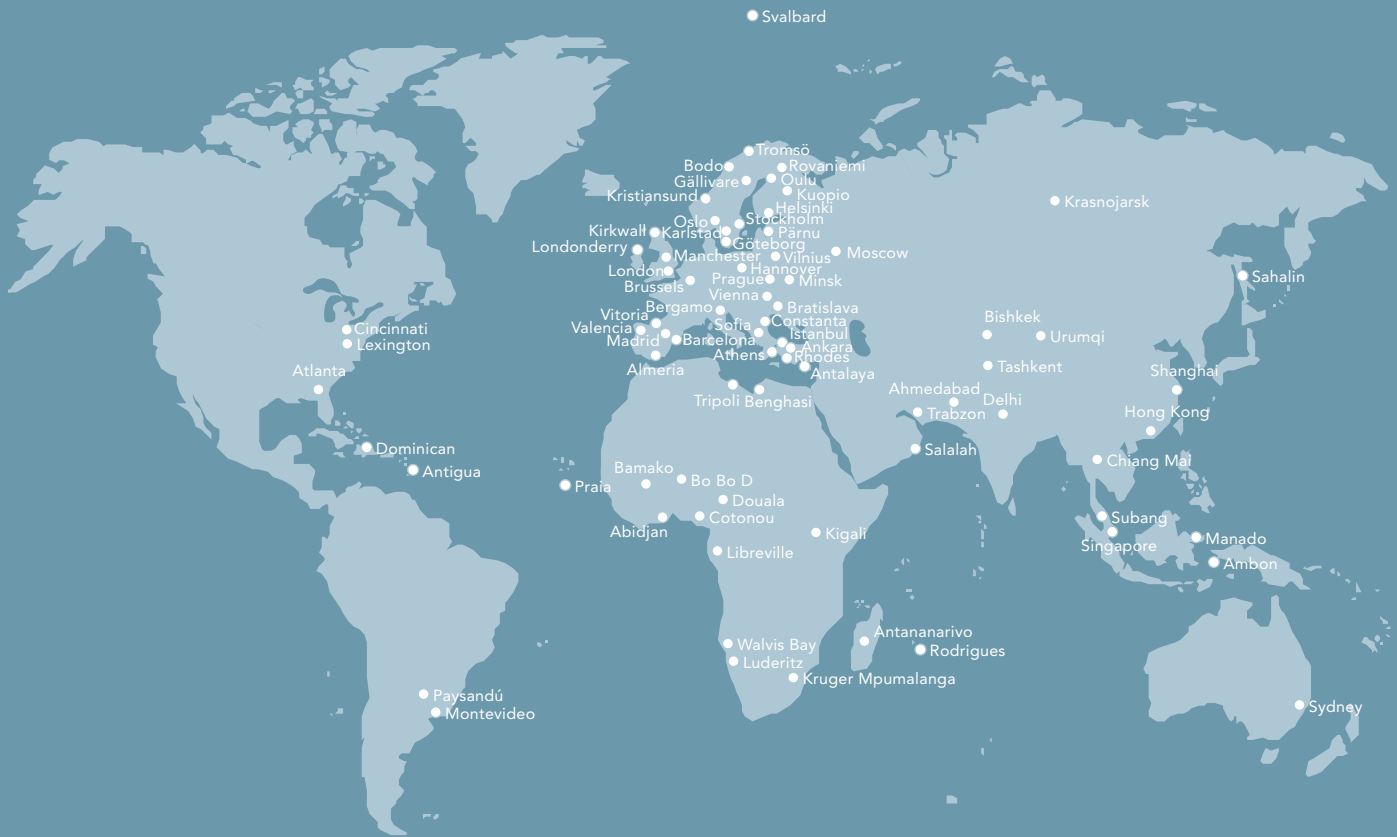 Svalbard
Tromsö
Bodo
Rovaniemi
Gällivare
Oulu
Kuopio
Kristiansund
Krasnojarsk
Helsinki
Oslo
Stockholm
Kirkwall
Karlstad
Pärnu
Göteborg
Londonderry
Moscow
Manchester
Vilnius
London
Hannover
Sahalin
Brussels
Prague
Minsk
Vienna
Bergamo
Bratislava
Vitoria
Constanta
Bishkek
Valencia
Sofia
Cincinnati
Istanbul
Urumqi
Madrid
Barcelona
Lexington
Ankara
Athens
Rhodes
Tashkent
Atlanta
Almeria
Antalaya
Shanghai
Ahmedabad
Tripoli
Benghasi
Delhi
Trabzon
Hong Kong
Dominican
Salalah
Chiang Mai
Antigua
Bamako
Bo Bo D
Praia
Douala
Cotonou
Subang
Abidjan
Kigali
Manado
Singapore
Libreville
Ambon
Antananarivo
Walvis Bay
Rodrigues
Luderitz
Kruger Mpumalanga
Paysandú
Sydney
Montevideo